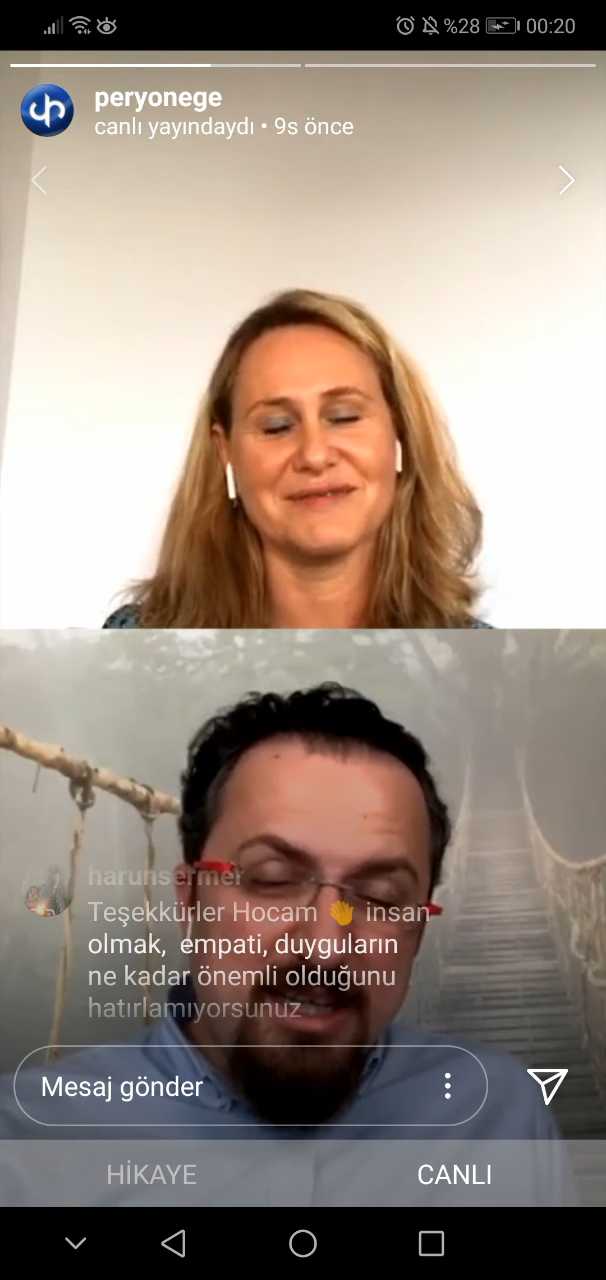 %28 00:20
peryonege
canlı yayındaydı • 9s önce
harunsermer
Teşekkürler Hocam 👏 insan
olmak, empati, duyguların
ne kadar önemli olduğunu
hatırlamıyorsunuz
Mesaj gönder
HİKAYE CANLI